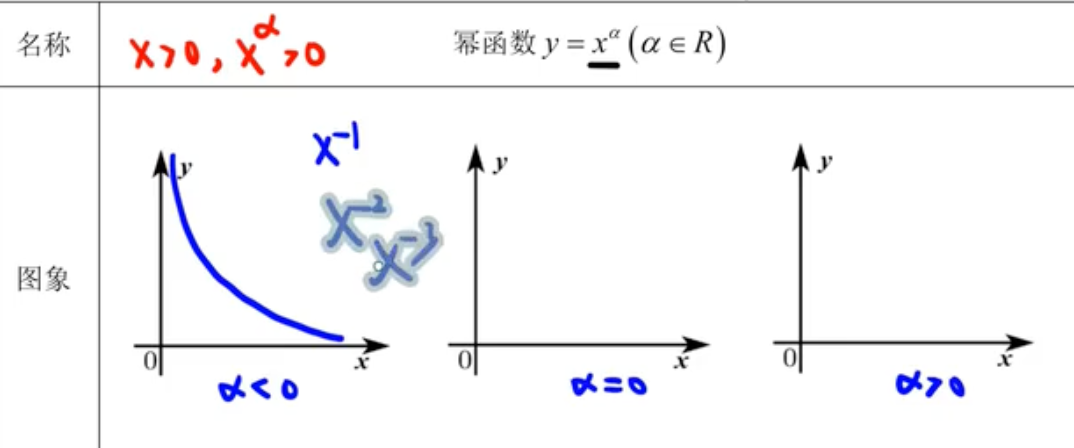 名称 x>0, x^α>0 幂函数 y = x^α (α ∈ R)
x^-1
y y y
x^-2
x^-3
图象
0 x 0 x 0 x
α<0 α=0 α>0